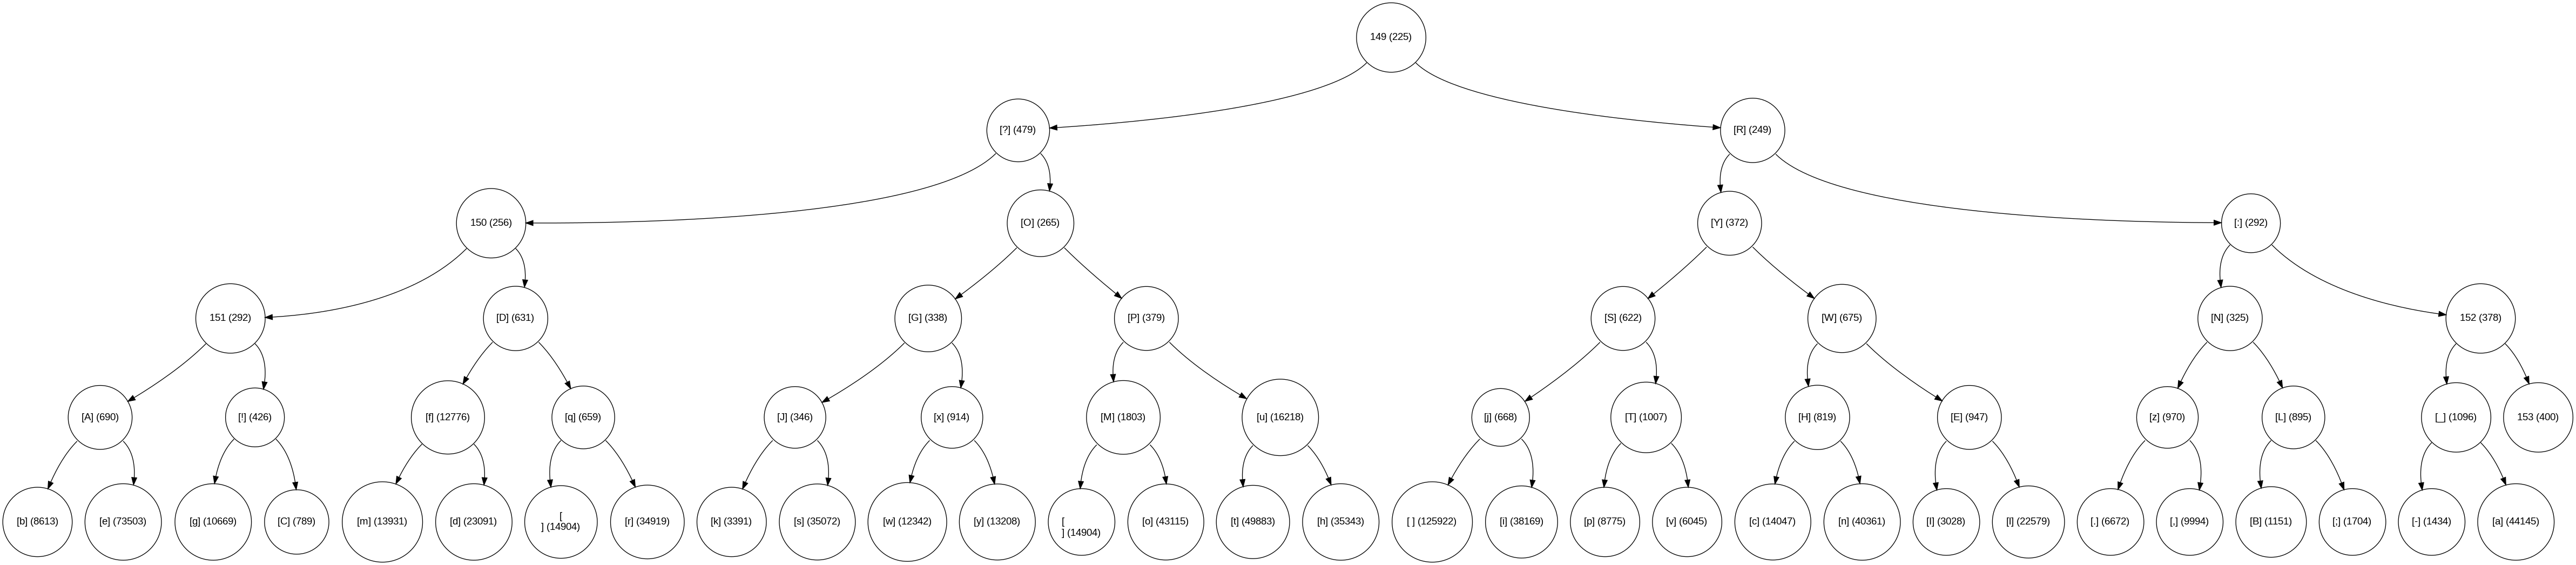 149 (225)
[?] (479)
[R] (249)
150 (256)
[O] (265)
[Y] (372)
[:] (292)
151 (292)
[D] (631)
[G] (338)
[P] (379)
[S] (622)
[W] (675)
[N] (325)
152 (378)
[A] (690)
[!] (426)
[f] (12776)
[q] (659)
[J] (346)
[x] (914)
[M] (1803)
[u] (16218)
[j] (668)
[T] (1007)
[H] (819)
[E] (947)
[z] (970)
[L] (895)
[_] (1096)
153 (400)
[b] (8613)
[e] (73503)
[g] (10669)
[C] (789)
[m] (13931)
[d] (23091)
[
] (14904)
[r] (34919)
[k] (3391)
[s] (35072)
[w] (12342)
[y] (13208)
[
] (14904)
[o] (43115)
[t] (49883)
[h] (35343)
[ ] (125922)
[i] (38169)
[p] (8775)
[v] (6045)
[c] (14047)
[n] (40361)
[I] (3028)
[l] (22579)
[.] (6672)
[,] (9994)
[B] (1151)
[;] (1704)
[-] (1434)
[a] (44145)